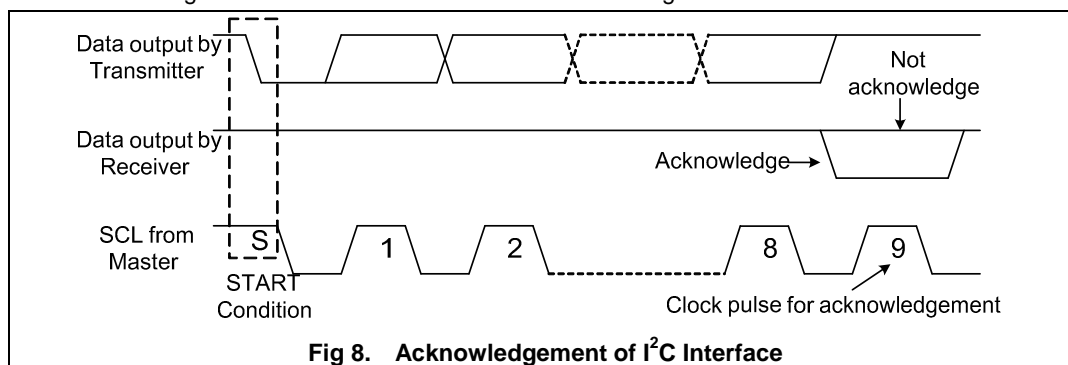 Data output by
Transmitter
Not
acknowledge
Data output by
Receiver
Acknowledge
SCL from
Master
S
1
2
8
9
START
Condition
Clock pulse for acknowledgement
Fig 8. Acknowledgement of I²C Interface